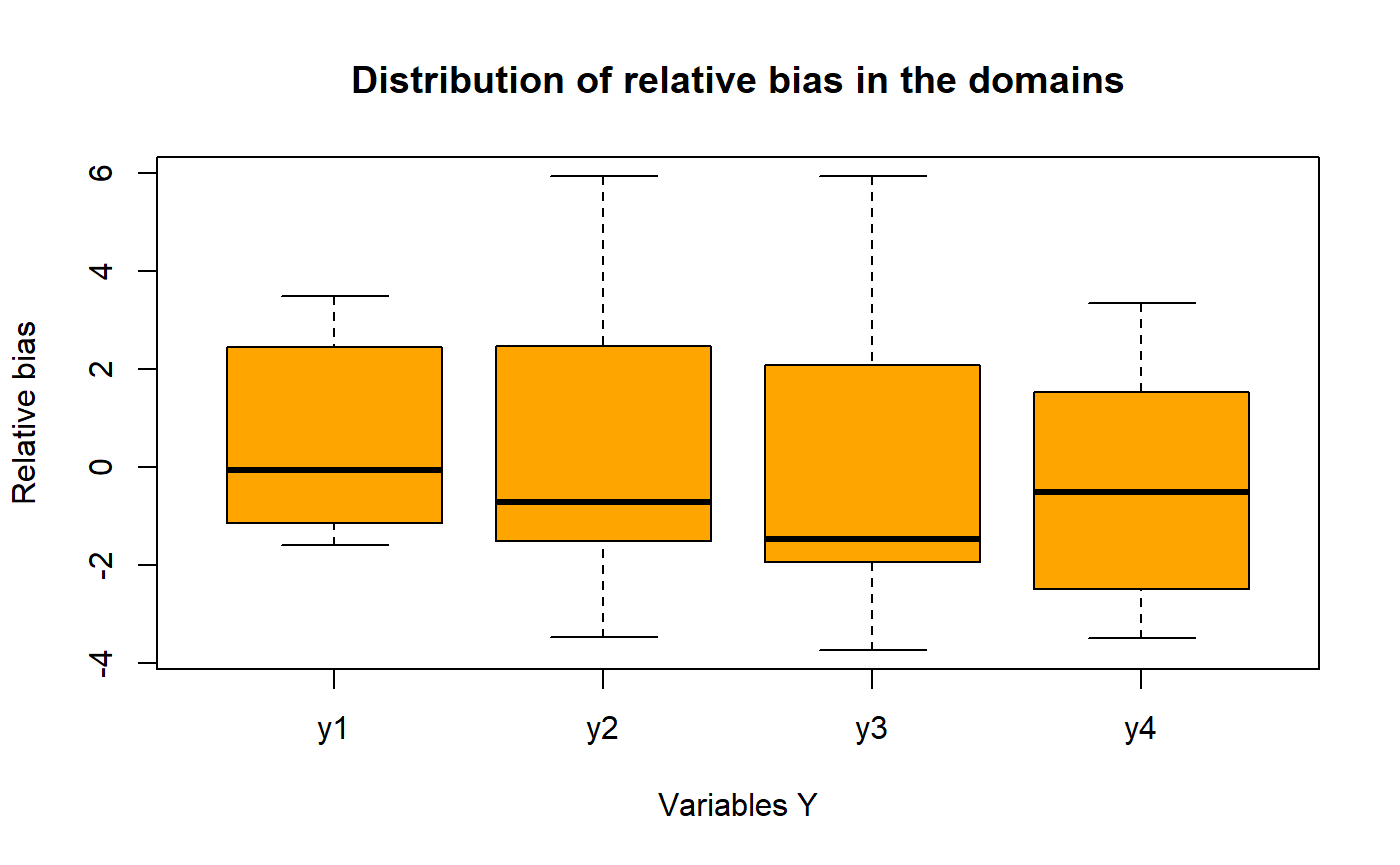 Distribution of relative bias in the domains
Relative bias
6
4
2
0
-2
-4
y1 y2 y3 y4
Variables Y